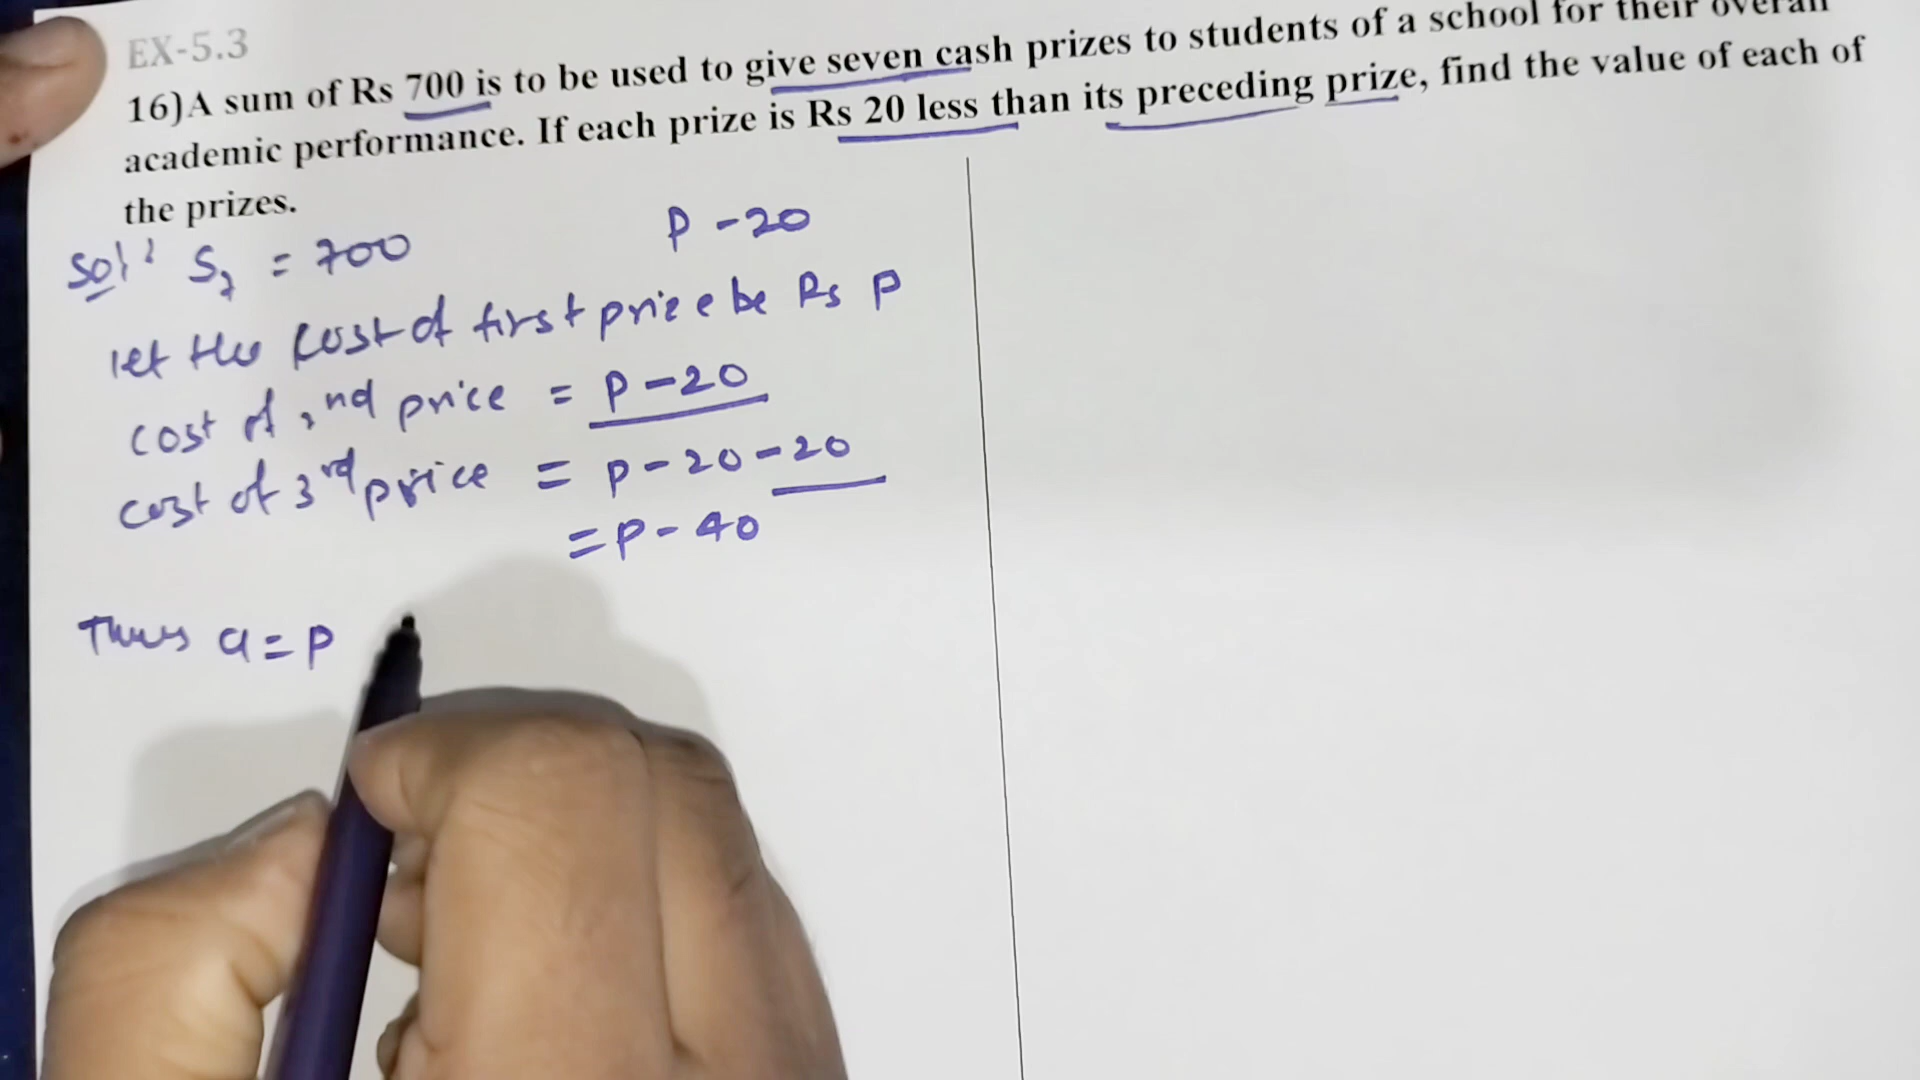 EX-5.3
16)A sum of Rs 700 is to be used to give seven cash prizes to students of a school for their overall
academic performance. If each prize is Rs 20 less than its preceding prize, find the value of each of
the prizes.
Sol: S₇ = 700
P - 20
let the cost of first prize be Rs P
cost of 2nd price = P - 20
cost of 3rd price = P - 20 - 20
= P - 40
Thus a = P